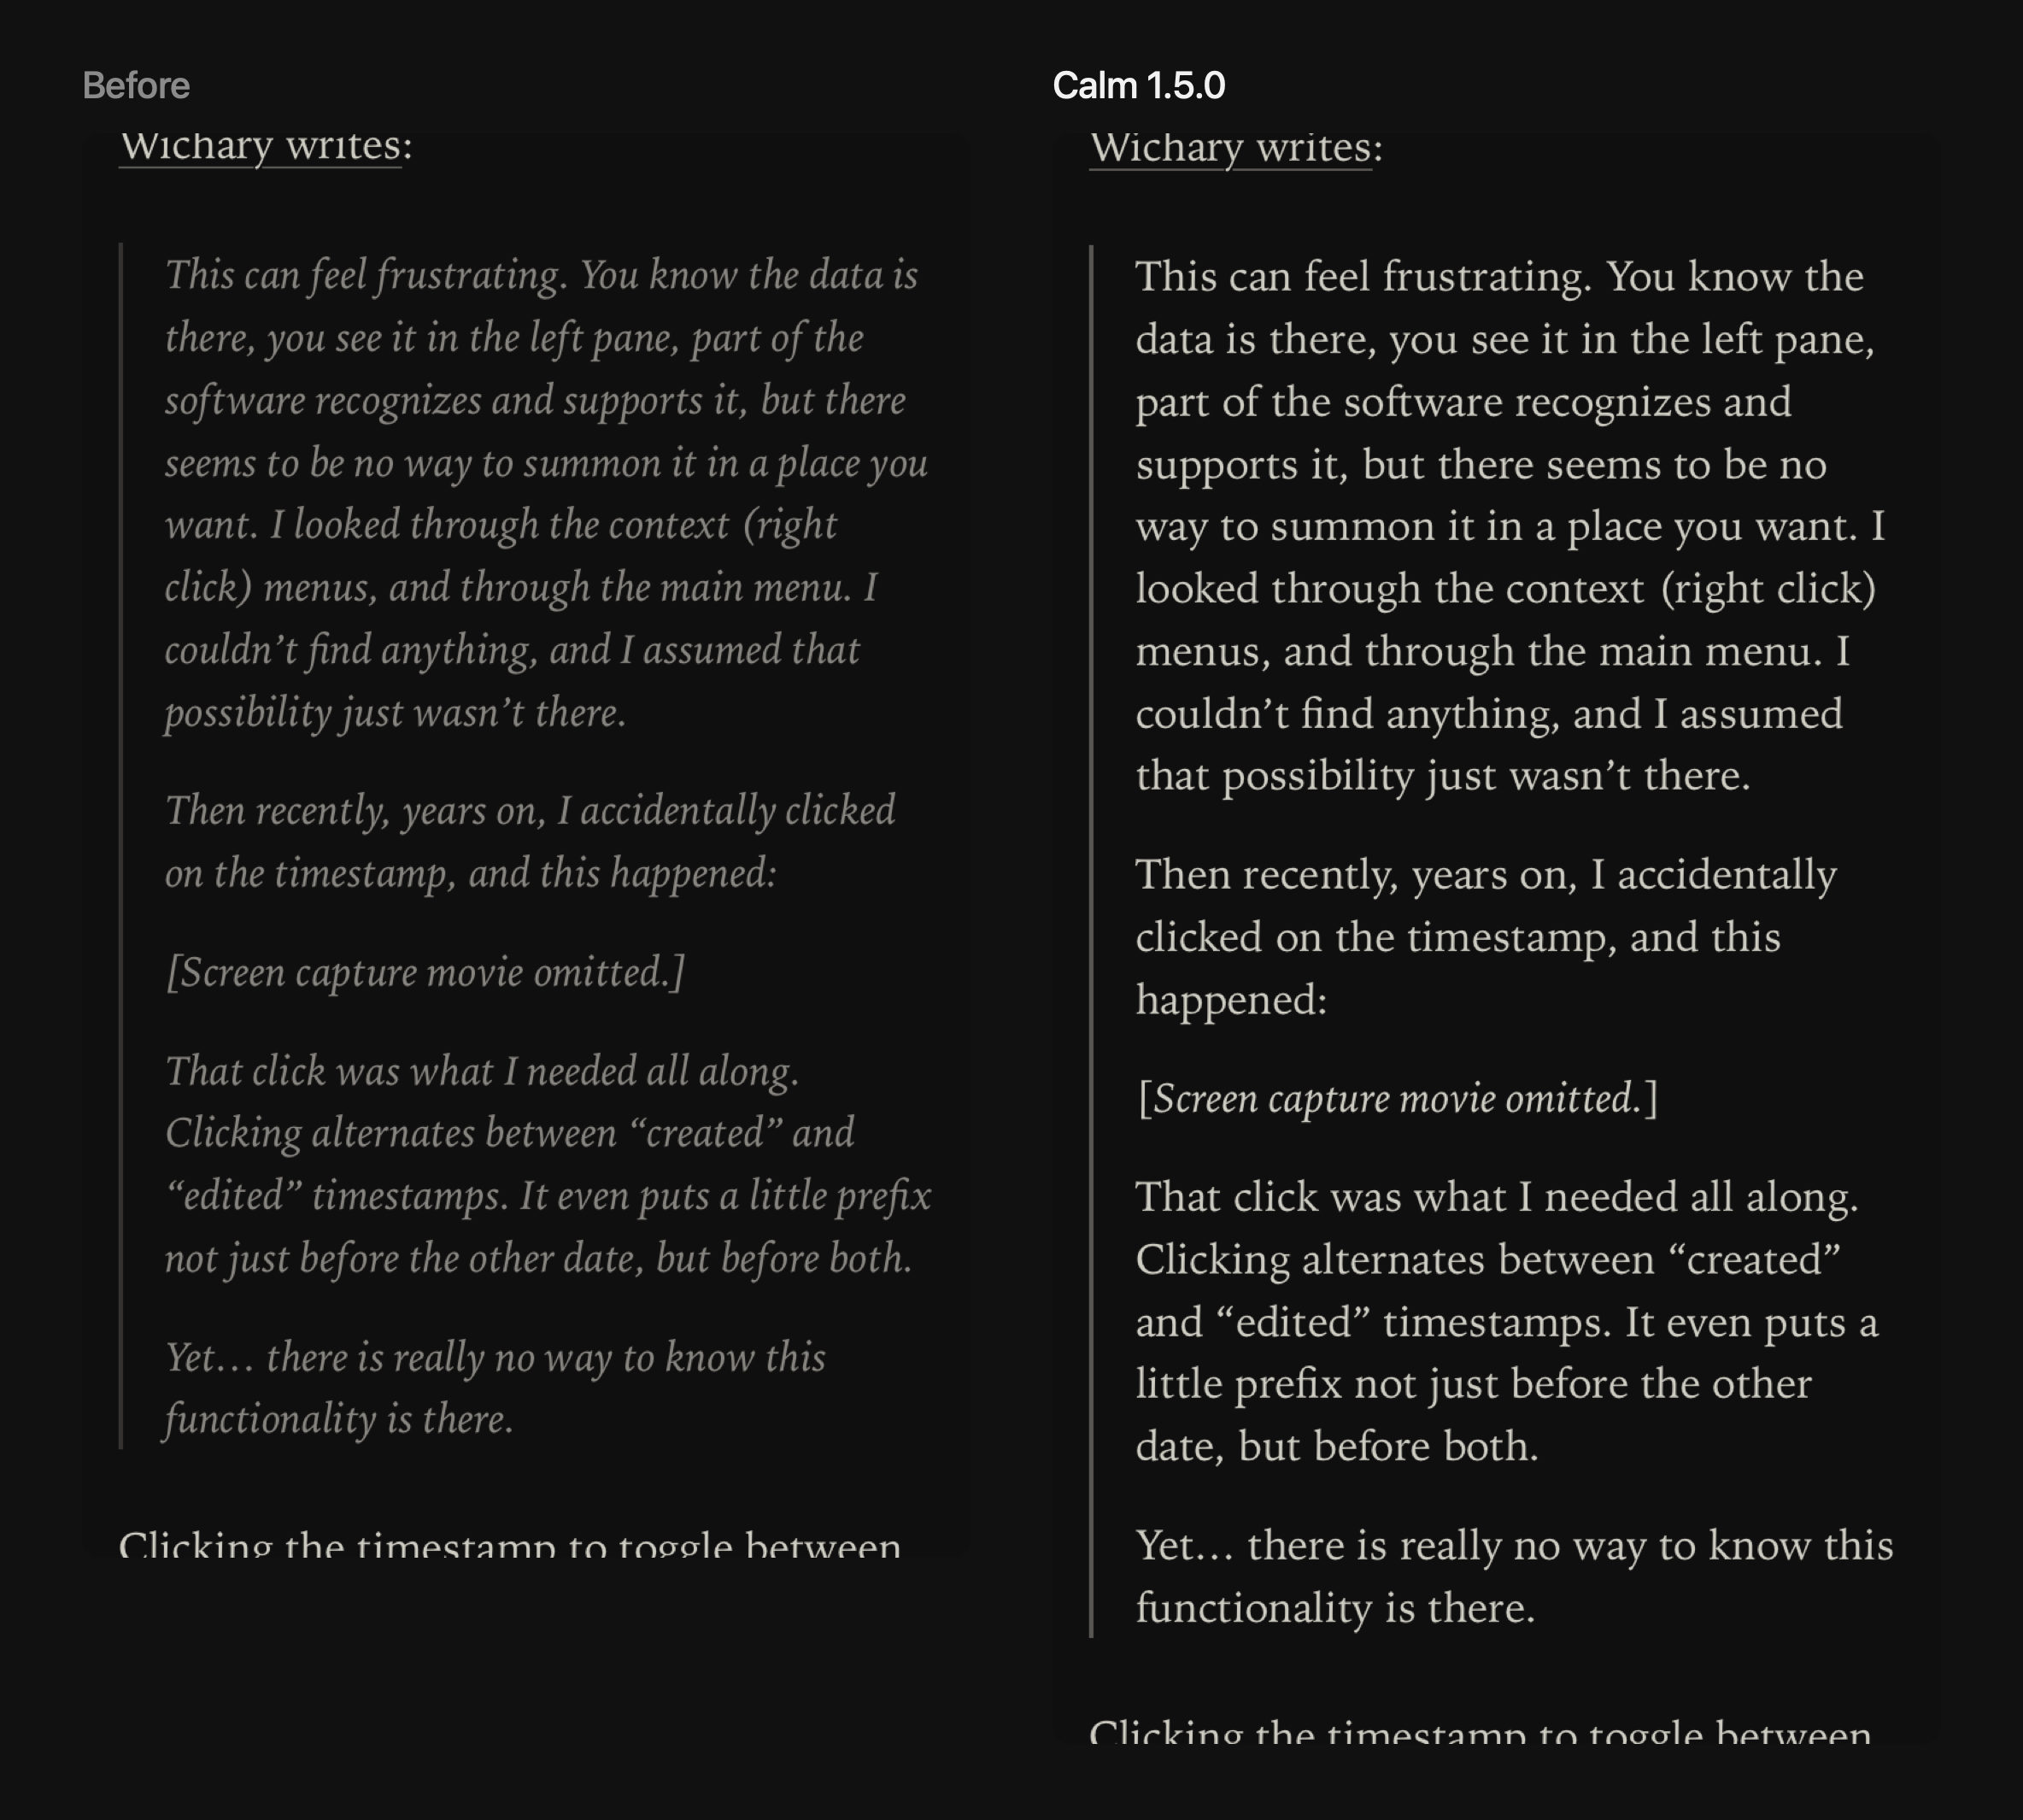 Before
Wichary writes:
This can feel frustrating. You know the data is
there, you see it in the left pane, part of the
software recognizes and supports it, but there
seems to be no way to summon it in a place you
want. I looked through the context (right
click) menus, and through the main menu. I
couldn’t find anything, and I assumed that
possibility just wasn’t there.
Then recently, years on, I accidentally clicked
on the timestamp, and this happened:
[Screen capture movie omitted.]
That click was what I needed all along.
Clicking alternates between “created” and
“edited” timestamps. It even puts a little prefix
not just before the other date, but before both.
Yet… there is really no way to know this
functionality is there.
Clicking the timestamp to toggle between
Calm 1.5.0
Wichary writes:
This can feel frustrating. You know the
data is there, you see it in the left pane,
part of the software recognizes and
supports it, but there seems to be no
way to summon it in a place you want. I
looked through the context (right click)
menus, and through the main menu. I
couldn’t find anything, and I assumed
that possibility just wasn’t there.
Then recently, years on, I accidentally
clicked on the timestamp, and this
happened:
[Screen capture movie omitted.]
That click was what I needed all along.
Clicking alternates between “created”
and “edited” timestamps. It even puts a
little prefix not just before the other
date, but before both.
Yet… there is really no way to know this
functionality is there.
Clicking the timestamp to toggle between